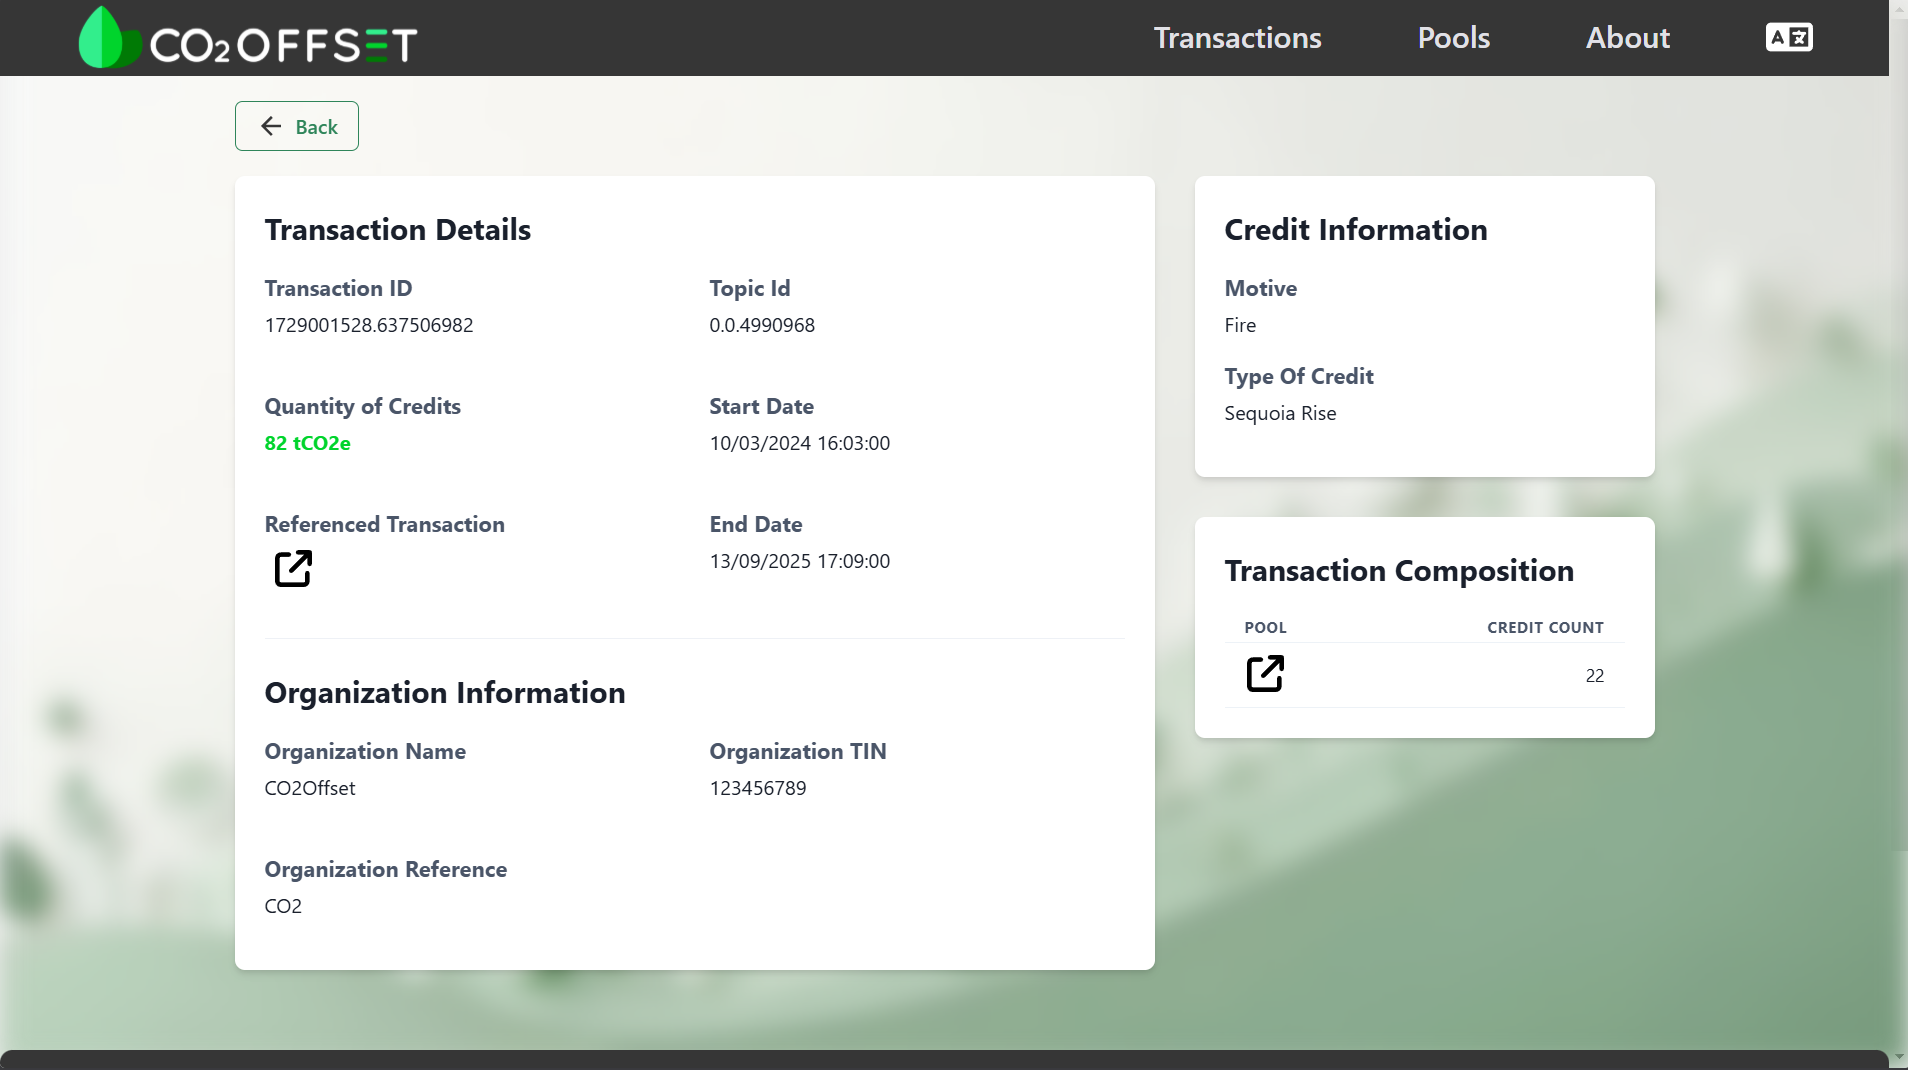 CO2OFFSET
Transactions
Pools
About
A文
Back
Transaction Details
Transaction ID
1729001528.637506982
Topic Id
0.0.4990968
Quantity of Credits
82 tCO2e
Start Date
10/03/2024 16:03:00
Referenced Transaction
End Date
13/09/2025 17:09:00
Organization Information
Organization Name
CO2Offset
Organization TIN
123456789
Organization Reference
CO2
Credit Information
Motive
Fire
Type Of Credit
Sequoia Rise
Transaction Composition
POOL
CREDIT COUNT
22